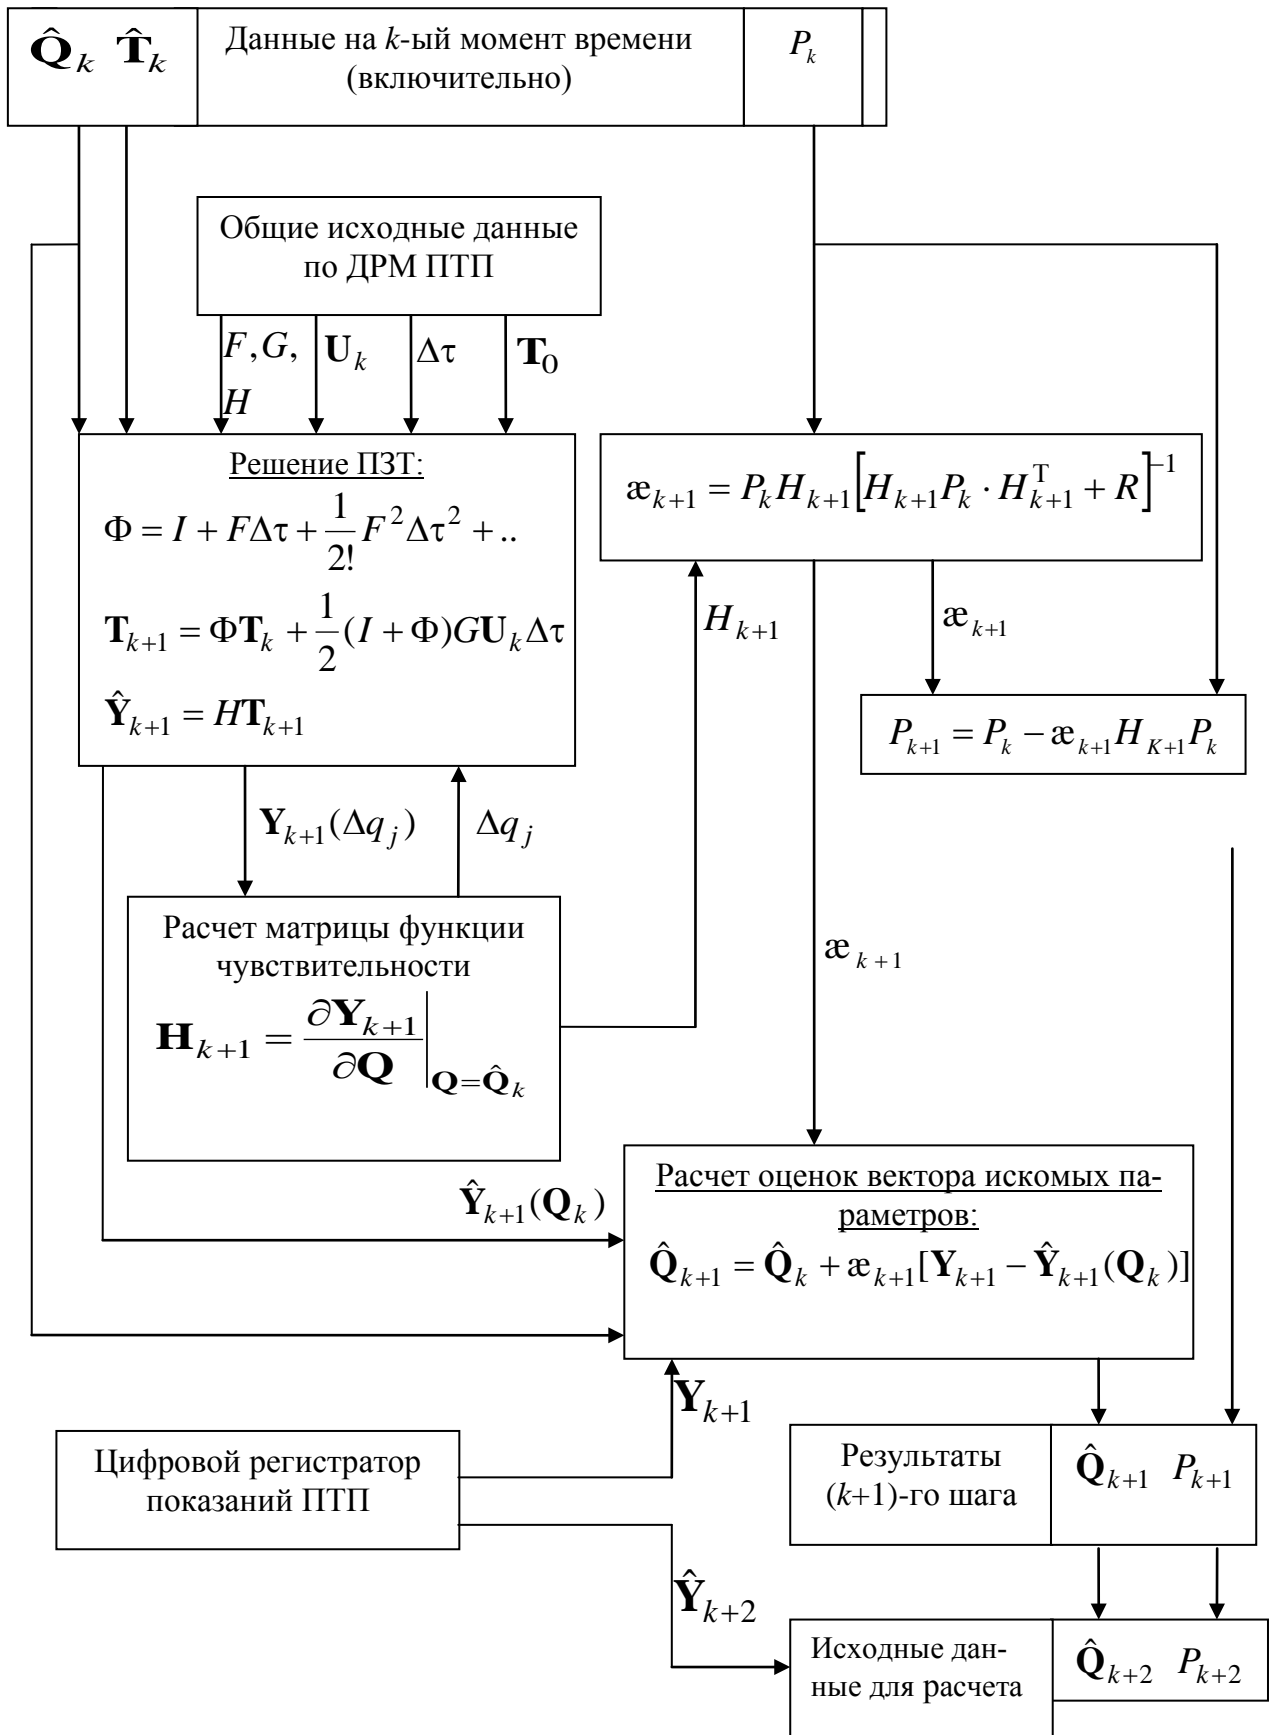 Q̂_k T̂_k
Данные на k-ый момент времени
(включительно)
P_k
Общие исходные данные
по ДРМ ПТП
F, G,
H
U_k
Δτ
T_0
Решение ПЗТ:
Φ = I + FΔτ + 1/2! F² Δτ² + ..
T_{k+1} = ΦT_k + 1/2 (I + Φ)GU_kΔτ
Ŷ_{k+1} = HT_{k+1}
æ_{k+1} = P_k H_{k+1} [H_{k+1} P_k · H_{k+1}^T + R]^{-1}
H_{k+1}
æ_{k+1}
P_{k+1} = P_k − æ_{k+1} H_{K+1} P_k
Y_{k+1}(Δq_j)
Δq_j
Расчет матрицы функции
чувствительности
H_{k+1} = ∂Y_{k+1}/∂Q |_{Q=Q̂_k}
æ_{k+1}
Ŷ_{k+1}(Q_k)
Расчет оценок вектора искомых па-
раметров:
Q̂_{k+1} = Q̂_k + æ_{k+1}[Y_{k+1} − Ŷ_{k+1}(Q_k)]
Y_{k+1}
Цифровой регистратор
показаний ПТП
Результаты
(k+1)-го шага
Q̂_{k+1} P_{k+1}
Ŷ_{k+2}
Исходные дан-
ные для расчета
Q̂_{k+2} P_{k+2}